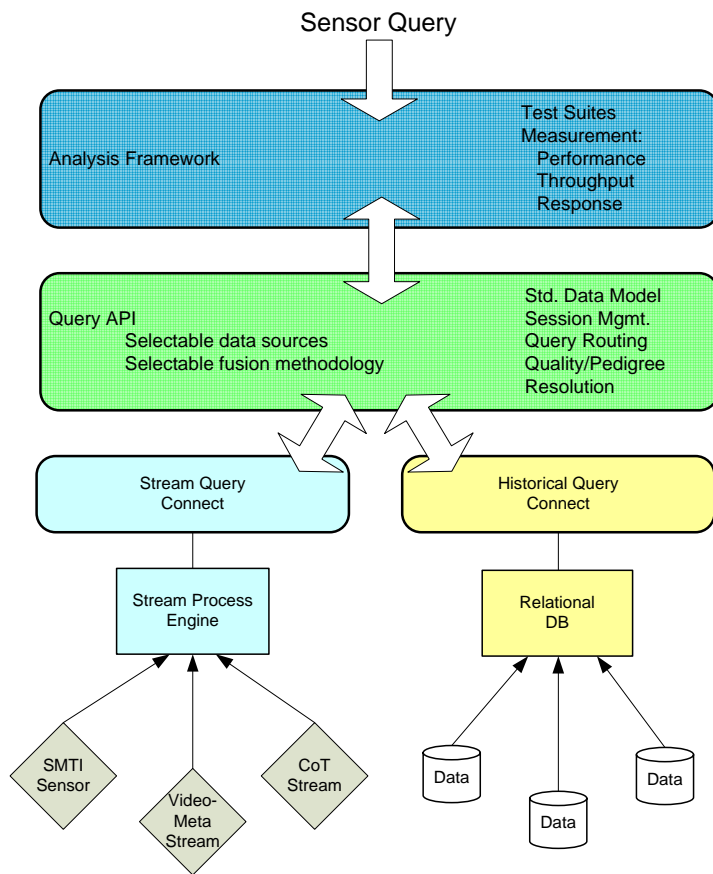 Sensor Query
Analysis Framework
Test Suites
Measurement:
Performance
Throughput
Response
Query API
Selectable data sources
Selectable fusion methodology
Std. Data Model
Session Mgmt.
Query Routing
Quality/Pedigree
Resolution
Stream Query
Connect
Historical Query
Connect
Stream Process
Engine
Relational
DB
SMTI
Sensor
Video-
Meta
Stream
CoT
Stream
Data
Data
Data